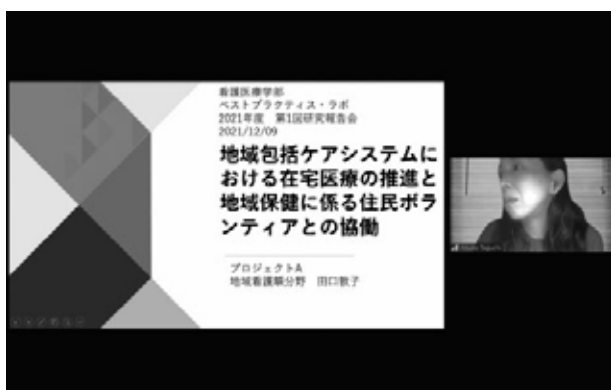 看護医療学部
ベストプラクティス・ラボ
2021年度 第1回研究報告会
2021/12/09
地域包括ケアシステムに
おける在宅医療の推進と
地域保健に係る住民ボラ
ンティアとの協働
プロジェクトA
地域看護学分野 田口敦子